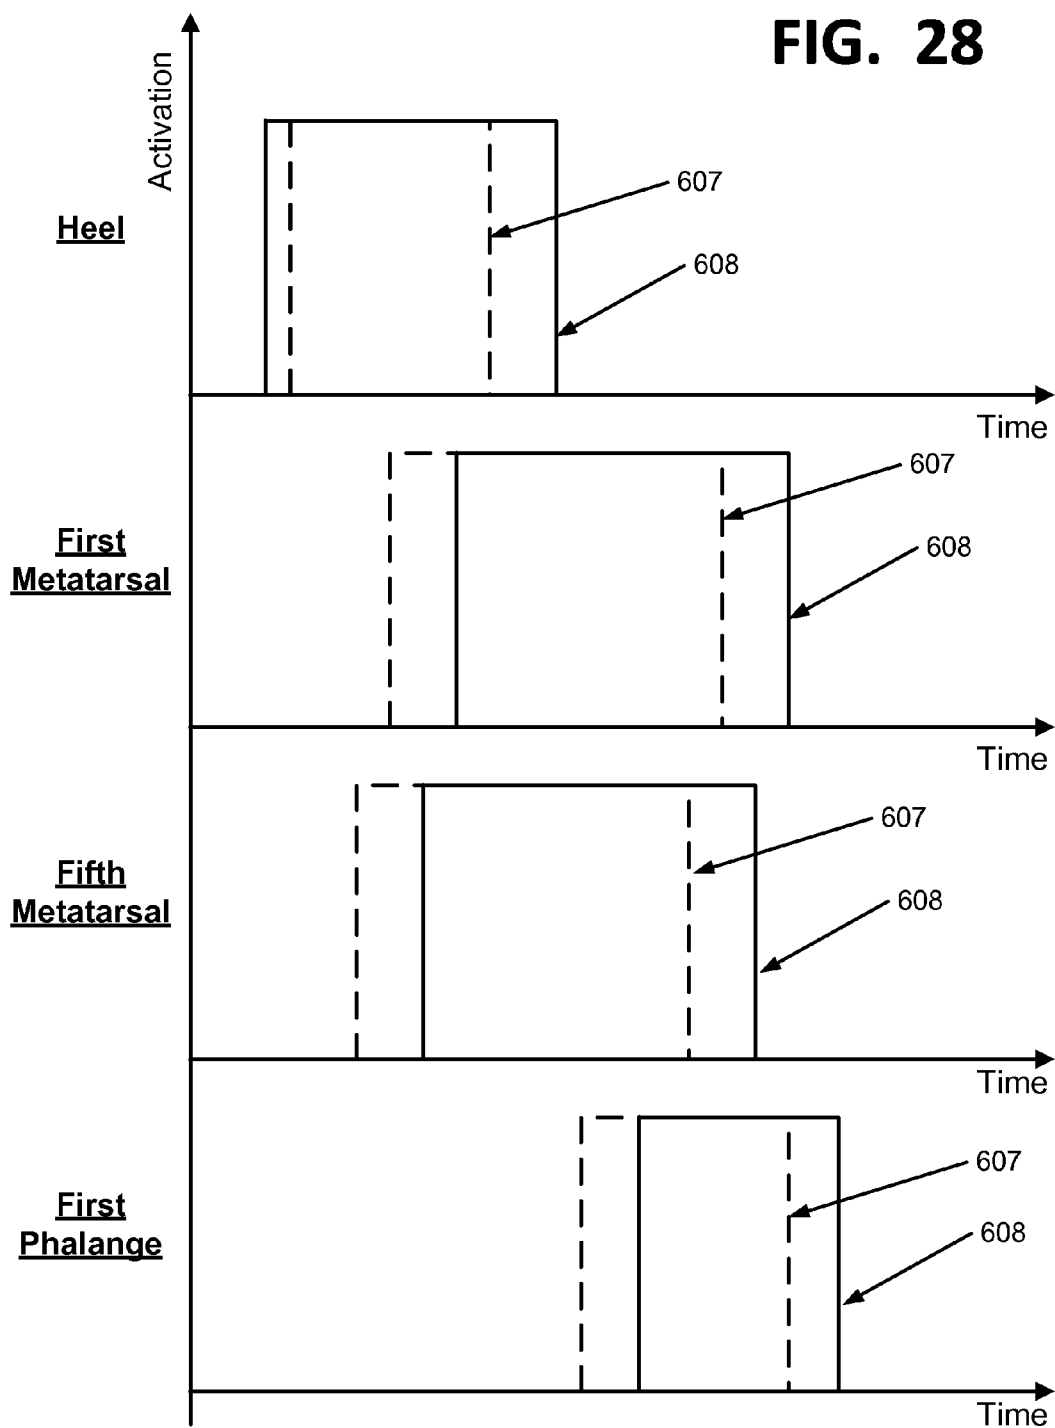 FIG. 28
Activation
Heel
607
608
Time
First
Metatarsal
607
608
Time
Fifth
Metatarsal
607
608
Time
First
Phalange
607
608
Time